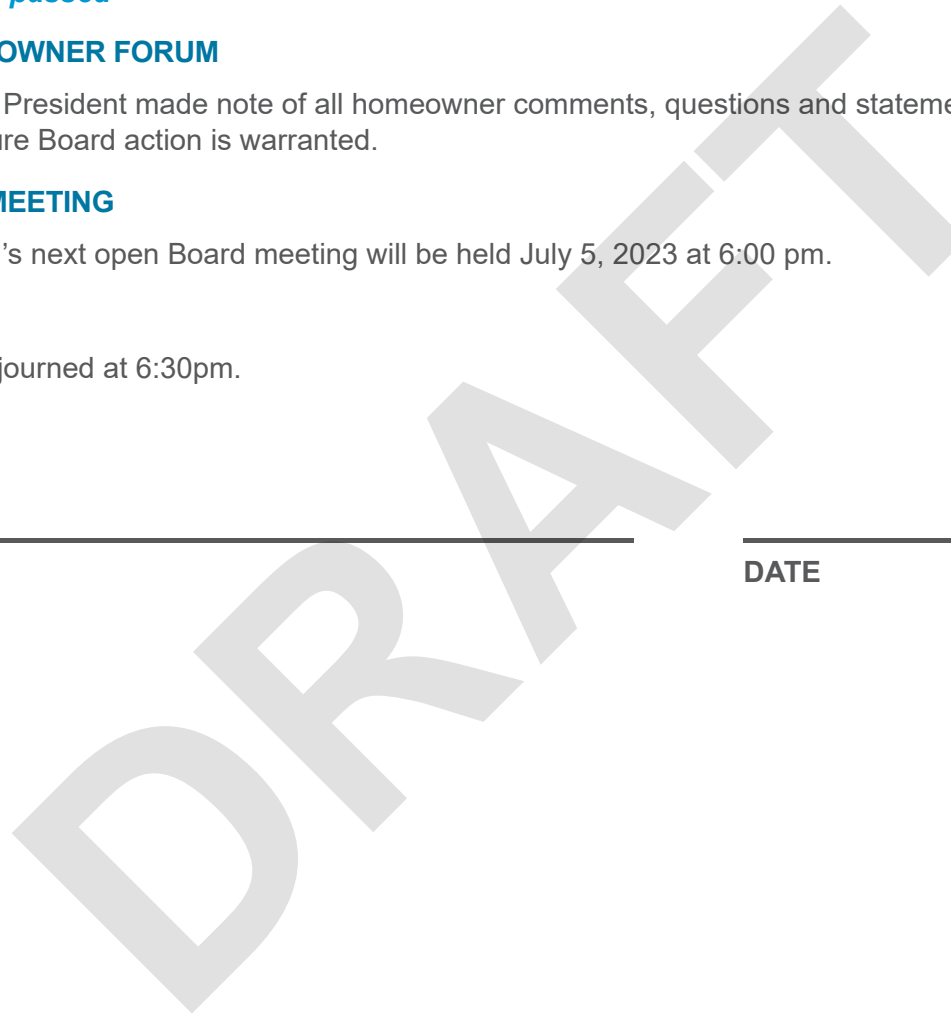 passed
OWNER FORUM
President made note of all homeowner comments, questions and stateme
ure Board action is warranted.
MEETING
's next open Board meeting will be held July 5, 2023 at 6:00 pm.
journed at 6:30pm.
DATE
DRAFT